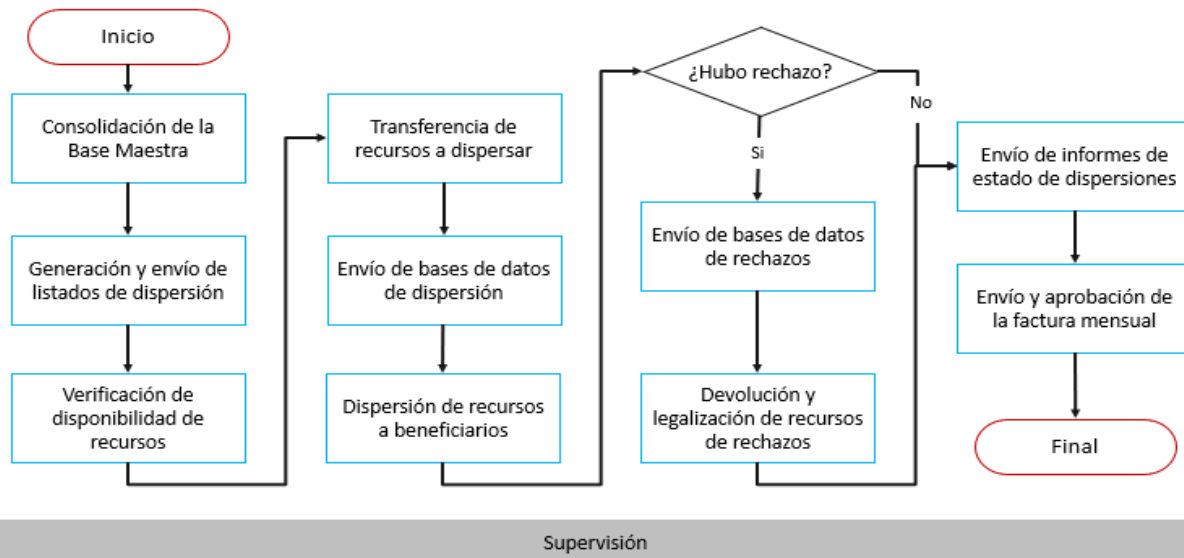 Inicio
Consolidación de la
Base Maestra
Generación y envío de
listados de dispersión
Verificación de
disponibilidad de
recursos
Transferencia de
recursos a dispersar
Envío de bases de datos
de dispersión
Dispersión de recursos
a beneficiarios
¿Hubo rechazo?
No
Si
Envío de bases de datos
de rechazos
Devolución y
legalización de recursos
de rechazos
Envío de informes de
estado de dispersiones
Envío y aprobación de
la factura mensual
Final
Supervisión